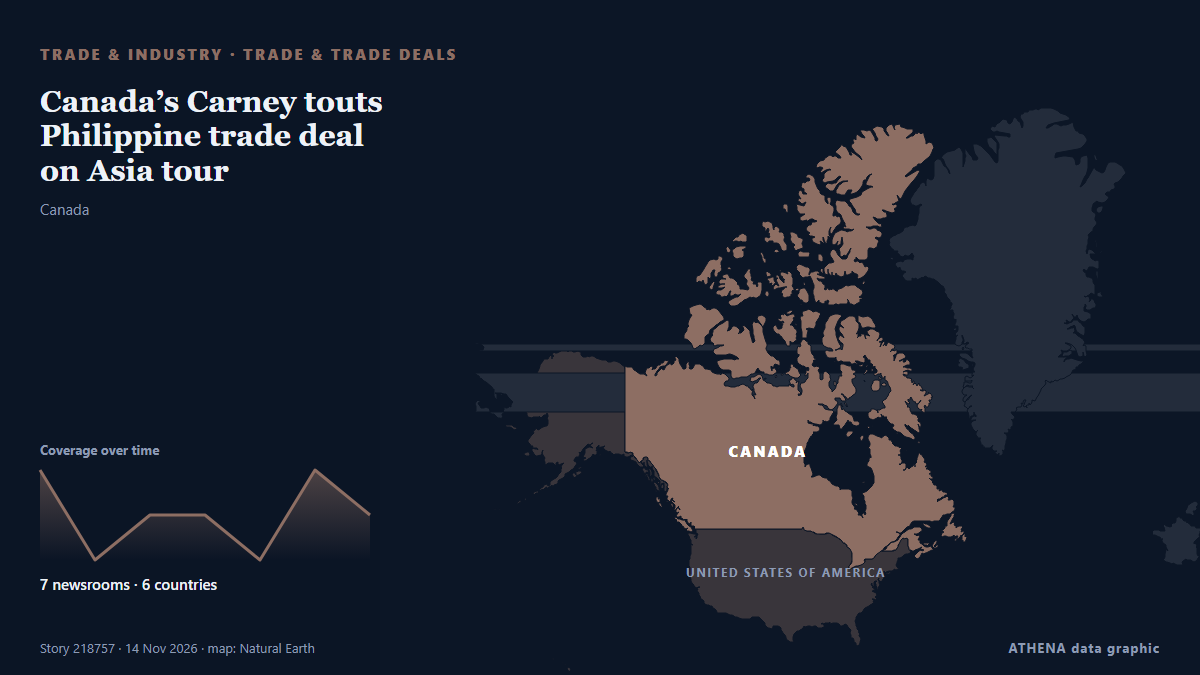 TRADE & INDUSTRY · TRADE & TRADE DEALS
Canada’s Carney touts
Philippine trade deal
on Asia tour
Canada
CANADA
UNITED STATES OF AMERICA
Coverage over time
7 newsrooms · 6 countries
Story 218757 · 14 Nov 2026 · map: Natural Earth
ATHENA data graphic